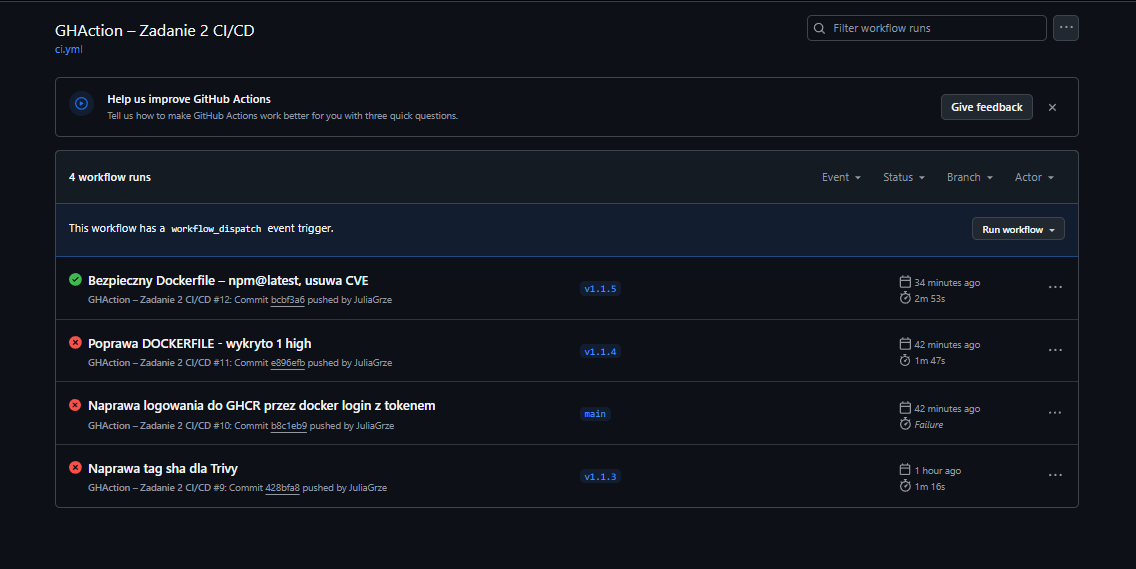 GHAction – Zadanie 2 CI/CD
Filter workflow runs
ci.yml
Help us improve GitHub Actions
Tell us how to make GitHub Actions work better for you with three quick questions.
Give feedback
4 workflow runs
Event Status Branch Actor
This workflow has a workflow_dispatch event trigger.
Run workflow
Bezpieczny Dockerfile – npm@latest, usuwa CVE
GHAction – Zadanie 2 CI/CD #12: Commit bcbf3a6 pushed by JuliaGrze
v1.1.5
34 minutes ago
2m 53s
Poprawa DOCKERFILE - wykryto 1 high
GHAction – Zadanie 2 CI/CD #11: Commit e896efb pushed by JuliaGrze
v1.1.4
42 minutes ago
1m 47s
Naprawa logowania do GHCR przez docker login z tokenem
GHAction – Zadanie 2 CI/CD #10: Commit b8c1eb9 pushed by JuliaGrze
main
42 minutes ago
Failure
Naprawa tag sha dla Trivy
GHAction – Zadanie 2 CI/CD #9: Commit 428bfa8 pushed by JuliaGrze
v1.1.3
1 hour ago
1m 16s